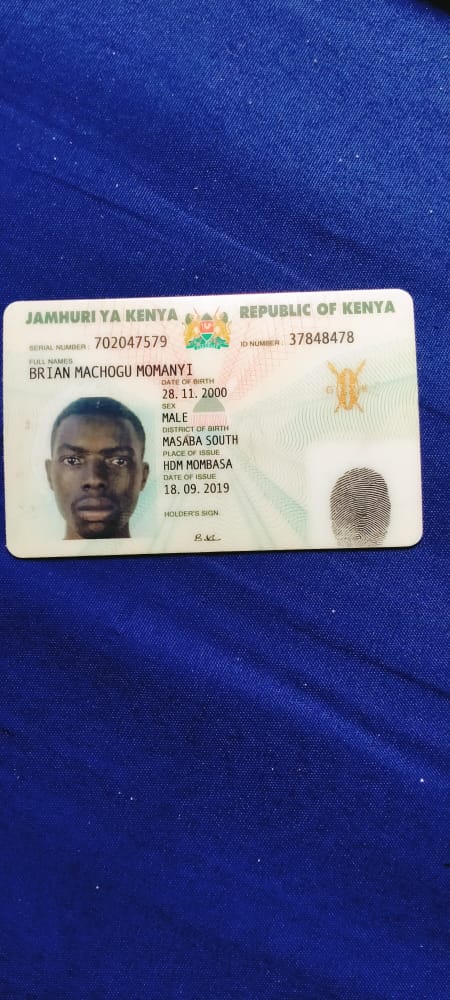 JAMHURI YA KENYA REPUBLIC OF KENYA
SERIAL NUMBER: 702047579 ID NUMBER: 37848478
FULL NAMES
BRIAN MACHOGU MOMANYI
DATE OF BIRTH
28. 11. 2000
SEX
MALE
DISTRICT OF BIRTH
MASABA SOUTH
PLACE OF ISSUE
HDM MOMBASA
DATE OF ISSUE
18. 09. 2019
HOLDER'S SIGN.